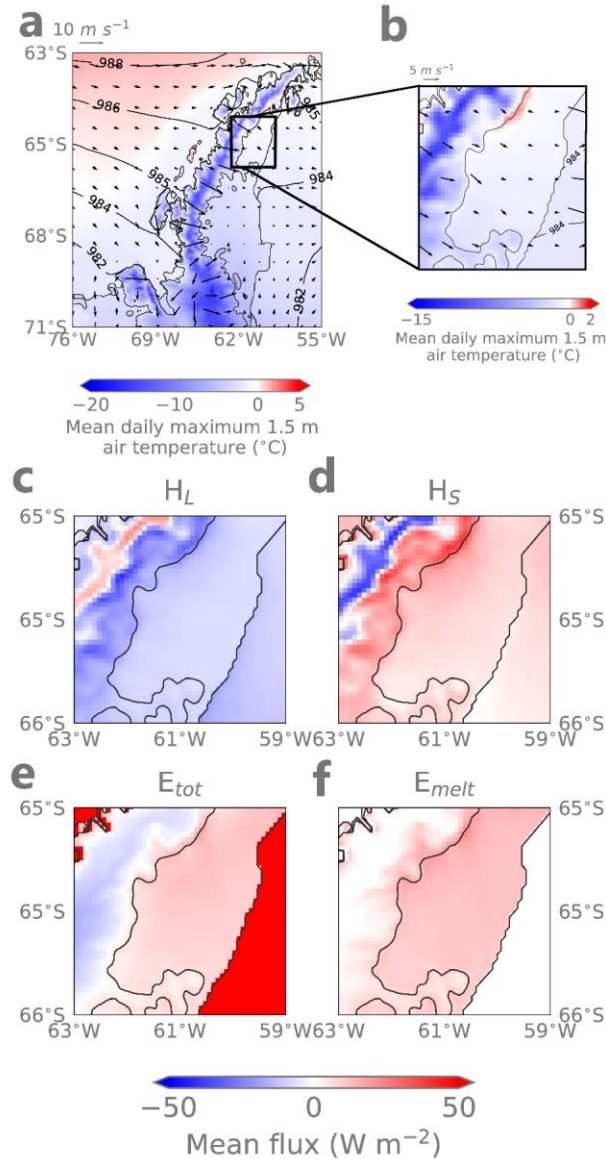 a
10 m s⁻¹
63°S
65°S
68°S
71°S
76°W 69°W 62°W 55°W
988
986
985
985
984
984
982
982
−20 −10 0 5
Mean daily maximum 1.5 m
air temperature (°C)
b
5 m s⁻¹
984
984
−15 0 2
Mean daily maximum 1.5 m
air temperature (°C)
c
H_L
65°S
65°S
66°S
63°W 61°W 59°W
d
H_S
65°S
65°S
66°S
63°W 61°W 59°W
e
E_tot
65°S
65°S
66°S
63°W 61°W 59°W
f
E_melt
65°S
65°S
66°S
63°W 61°W 59°W
−50 0 50
Mean flux (W m⁻²)